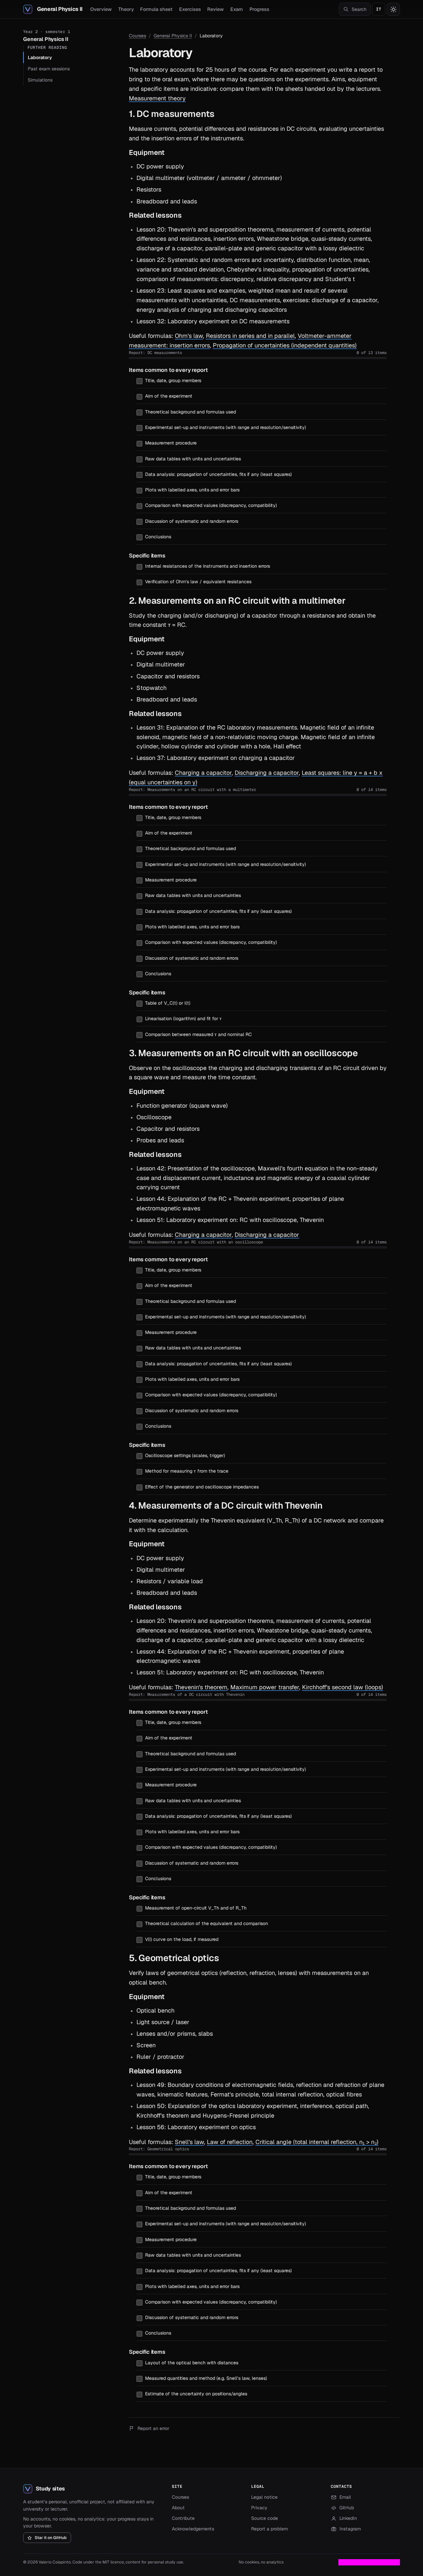 General Physics II Overview Theory Formula sheet Exercises Review Exam Progress Search IT
Year 2 · semester 1
General Physics II
FURTHER READING
Laboratory
Past exam sessions
Simulations
Courses / General Physics II / Laboratory
Laboratory
The laboratory accounts for 25 hours of the course. For each experiment you write a report to
bring to the oral exam, where there may be questions on the experiments. Aims, equipment
and specific items are indicative: compare them with the sheets handed out by the lecturers.
Measurement theory
1. DC measurements
Measure currents, potential differences and resistances in DC circuits, evaluating uncertainties
and the insertion errors of the instruments.
Equipment
• DC power supply
• Digital multimeter (voltmeter / ammeter / ohmmeter)
• Resistors
• Breadboard and leads
Related lessons
• Lesson 20: Thevenin's and superposition theorems, measurement of currents, potential
differences and resistances, insertion errors, Wheatstone bridge, quasi-steady currents,
discharge of a capacitor, parallel-plate and generic capacitor with a lossy dielectric
• Lesson 22: Systematic and random errors and uncertainty, distribution function, mean,
variance and standard deviation, Chebyshev's inequality, propagation of uncertainties,
comparison of measurements: discrepancy, relative discrepancy and Student's t
• Lesson 23: Least squares and examples, weighted mean and result of several
measurements with uncertainties, DC measurements, exercises: discharge of a capacitor,
energy analysis of charging and discharging capacitors
• Lesson 32: Laboratory experiment on DC measurements
Useful formulas: Ohm's law, Resistors in series and in parallel, Voltmeter-ammeter
measurement: insertion errors, Propagation of uncertainties (independent quantities)
Report: DC measurements 0 of 13 items
Items common to every report
Title, date, group members
Aim of the experiment
Theoretical background and formulas used
Experimental set-up and instruments (with range and resolution/sensitivity)
Measurement procedure
Raw data tables with units and uncertainties
Data analysis: propagation of uncertainties, fits if any (least squares)
Plots with labelled axes, units and error bars
Comparison with expected values (discrepancy, compatibility)
Discussion of systematic and random errors
Conclusions
Specific items
Internal resistances of the instruments and insertion errors
Verification of Ohm's law / equivalent resistances
2. Measurements on an RC circuit with a multimeter
Study the charging (and/or discharging) of a capacitor through a resistance and obtain the
time constant τ = RC.
Equipment
• DC power supply
• Digital multimeter
• Capacitor and resistors
• Stopwatch
• Breadboard and leads
Related lessons
• Lesson 31: Explanation of the RC laboratory measurements. Magnetic field of an infinite
solenoid, magnetic field of a non-relativistic moving charge. Magnetic field of an infinite
cylinder, hollow cylinder and cylinder with a hole, Hall effect
• Lesson 37: Laboratory experiment on charging a capacitor
Useful formulas: Charging a capacitor, Discharging a capacitor, Least squares: line y = a + b x
(equal uncertainties on y)
Report: Measurements on an RC circuit with a multimeter 0 of 14 items
Items common to every report
Title, date, group members
Aim of the experiment
Theoretical background and formulas used
Experimental set-up and instruments (with range and resolution/sensitivity)
Measurement procedure
Raw data tables with units and uncertainties
Data analysis: propagation of uncertainties, fits if any (least squares)
Plots with labelled axes, units and error bars
Comparison with expected values (discrepancy, compatibility)
Discussion of systematic and random errors
Conclusions
Specific items
Table of V_C(t) or I(t)
Linearisation (logarithm) and fit for τ
Comparison between measured τ and nominal RC
3. Measurements on an RC circuit with an oscilloscope
Observe on the oscilloscope the charging and discharging transients of an RC circuit driven by
a square wave and measure the time constant.
Equipment
• Function generator (square wave)
• Oscilloscope
• Capacitor and resistors
• Probes and leads
Related lessons
• Lesson 42: Presentation of the oscilloscope, Maxwell's fourth equation in the non-steady
case and displacement current, inductance and magnetic energy of a coaxial cylinder
carrying current
• Lesson 44: Explanation of the RC + Thevenin experiment, properties of plane
electromagnetic waves
• Lesson 51: Laboratory experiment on: RC with oscilloscope, Thevenin
Useful formulas: Charging a capacitor, Discharging a capacitor
Report: Measurements on an RC circuit with an oscilloscope 0 of 14 items
Items common to every report
Title, date, group members
Aim of the experiment
Theoretical background and formulas used
Experimental set-up and instruments (with range and resolution/sensitivity)
Measurement procedure
Raw data tables with units and uncertainties
Data analysis: propagation of uncertainties, fits if any (least squares)
Plots with labelled axes, units and error bars
Comparison with expected values (discrepancy, compatibility)
Discussion of systematic and random errors
Conclusions
Specific items
Oscilloscope settings (scales, trigger)
Method for measuring τ from the trace
Effect of the generator and oscilloscope impedances
4. Measurements of a DC circuit with Thevenin
Determine experimentally the Thevenin equivalent (V_Th, R_Th) of a DC network and compare
it with the calculation.
Equipment
• DC power supply
• Digital multimeter
• Resistors / variable load
• Breadboard and leads
Related lessons
• Lesson 20: Thevenin's and superposition theorems, measurement of currents, potential
differences and resistances, insertion errors, Wheatstone bridge, quasi-steady currents,
discharge of a capacitor, parallel-plate and generic capacitor with a lossy dielectric
• Lesson 44: Explanation of the RC + Thevenin experiment, properties of plane
electromagnetic waves
• Lesson 51: Laboratory experiment on: RC with oscilloscope, Thevenin
Useful formulas: Thevenin's theorem, Maximum power transfer, Kirchhoff's second law (loops)
Report: Measurements of a DC circuit with Thevenin 0 of 14 items
Items common to every report
Title, date, group members
Aim of the experiment
Theoretical background and formulas used
Experimental set-up and instruments (with range and resolution/sensitivity)
Measurement procedure
Raw data tables with units and uncertainties
Data analysis: propagation of uncertainties, fits if any (least squares)
Plots with labelled axes, units and error bars
Comparison with expected values (discrepancy, compatibility)
Discussion of systematic and random errors
Conclusions
Specific items
Measurement of open-circuit V_Th and of R_Th
Theoretical calculation of the equivalent and comparison
V(I) curve on the load, if measured
5. Geometrical optics
Verify laws of geometrical optics (reflection, refraction, lenses) with measurements on an
optical bench.
Equipment
• Optical bench
• Light source / laser
• Lenses and/or prisms, slabs
• Screen
• Ruler / protractor
Related lessons
• Lesson 49: Boundary conditions of electromagnetic fields, reflection and refraction of plane
waves, kinematic features, Fermat's principle, total internal reflection, optical fibres
• Lesson 50: Explanation of the optics laboratory experiment, interference, optical path,
Kirchhoff's theorem and Huygens-Fresnel principle
• Lesson 56: Laboratory experiment on optics
Useful formulas: Snell's law, Law of reflection, Critical angle (total internal reflection, n₁ > n₂)
Report: Geometrical optics 0 of 14 items
Items common to every report
Title, date, group members
Aim of the experiment
Theoretical background and formulas used
Experimental set-up and instruments (with range and resolution/sensitivity)
Measurement procedure
Raw data tables with units and uncertainties
Data analysis: propagation of uncertainties, fits if any (least squares)
Plots with labelled axes, units and error bars
Comparison with expected values (discrepancy, compatibility)
Discussion of systematic and random errors
Conclusions
Specific items
Layout of the optical bench with distances
Measured quantities and method (e.g. Snell's law, lenses)
Estimate of the uncertainty on positions/angles
Report an error
Study sites
A student's personal, unofficial project, not affiliated with any
university or lecturer.
No accounts, no cookies, no analytics: your progress stays in
your browser.
Star it on GitHub
SITE
Courses
About
Contribute
Acknowledgements
LEGAL
Legal notice
Privacy
Source code
Report a problem
CONTACTS
Email
GitHub
LinkedIn
Instagram
© 2026 Valerio Colapinto. Code under the MIT licence, content for personal study use. No cookies, no analytics